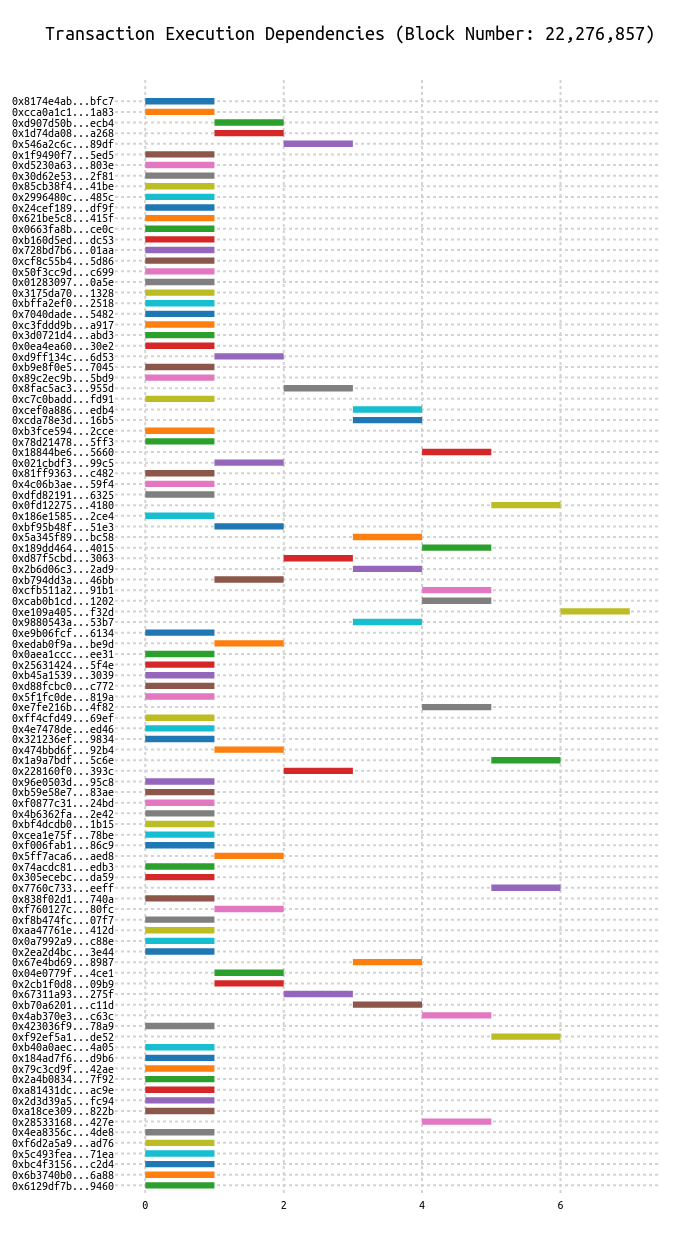 Transaction Execution Dependencies (Block Number: 22,276,857)
0x8174e4ab...bfc7
0xcca0a1c1...1a83
0xd907d50b...ecb4
0x1d74da08...a268
0x546a2c6c...89df
0x1f9490f7...5ed5
0xd5230a63...803e
0x30d62e53...2f81
0x85cb38f4...41be
0x2996480c...485c
0x24cef189...df9f
0x621be5c8...415f
0x0663fa8b...ce0c
0xb160d5ed...dc53
0x728bd7b6...01aa
0xcf8c55b4...5d86
0x50f3cc9d...c699
0x01283097...0a5e
0x3175da70...1328
0xbffa2ef0...2518
0x7040dade...5482
0xc3fddd9b...a917
0x3d0721d4...abd3
0x0ea4ea60...30e2
0xd9ff134c...6d53
0xb9e8f0e5...7045
0x89c2ec9b...5bd9
0x8fac5ac3...955d
0xc7c0badd...fd91
0xcef0a886...edb4
0xcda78e3d...16b5
0xb3fce594...2cce
0x78d21478...5ff3
0x18844be6...5660
0x021cbdf3...99c5
0x81ff9363...c482
0x4c06b3ae...59f4
0xdfd82191...6325
0x0fd12275...4180
0x186e1585...2ce4
0xbf95b48f...51e3
0x5a345f89...bc58
0x189dd464...4015
0xd87f5cbd...3063
0x2b6d06c3...2ad9
0xb794dd3a...46bb
0xcfb511a2...91b1
0xcab0b1cd...1202
0xe109a405...f32d
0x9880543a...53b7
0xe9b06fcf...6134
0xedab0f9a...be9d
0x0aea1ccc...ee31
0x25631424...5f4e
0xb45a1539...3039
0xd88fcbc0...c772
0x5f1fc0de...819a
0xe7fe216b...4f82
0xff4cfd49...69ef
0x4e7478de...ed46
0x321236ef...9834
0x474bbd6f...92b4
0x1a9a7bdf...5c6e
0x228160f0...393c
0x96e0503d...95c8
0xb59e58e7...83ae
0xf0877c31...24bd
0x4b6362fa...2e42
0xbf4dcdb0...1b15
0xcea1e75f...78be
0xf006fab1...86c9
0x5ff7aca6...aed8
0x74acdc81...edb3
0x305ecebc...da59
0x7760c733...eeff
0x838f02d1...740a
0xf760127c...80fc
0xf8b474fc...07f7
0xaa47761e...412d
0x0a7992a9...c88e
0x2ea2d4bc...3e44
0x67e4bd69...8987
0x04e0779f...4ce1
0x2cb1f0d8...09b9
0x67311a93...275f
0xb70a6201...c11d
0x4ab370e3...c63c
0x423036f9...78a9
0xf92ef5a1...de52
0xb40a0aec...4a05
0x184ad7f6...d9b6
0x79c3cd9f...42ae
0x2a4b0834...7f92
0xa81431dc...ac9e
0x2d3d39a5...fc94
0xa18ce309...822b
0x28533168...427e
0x4ea8356c...4de8
0xf6d2a5a9...ad76
0x5c493fea...71ea
0xbc4f3156...c2d4
0x6b3740b0...6a88
0x6129df7b...9460
0 2 4 6